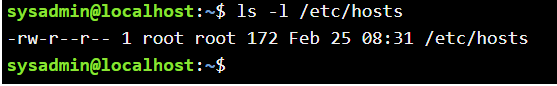 sysadmin@localhost:~$ ls -l /etc/hosts
-rw-r--r-- 1 root root 172 Feb 25 08:31 /etc/hosts
sysadmin@localhost:~$